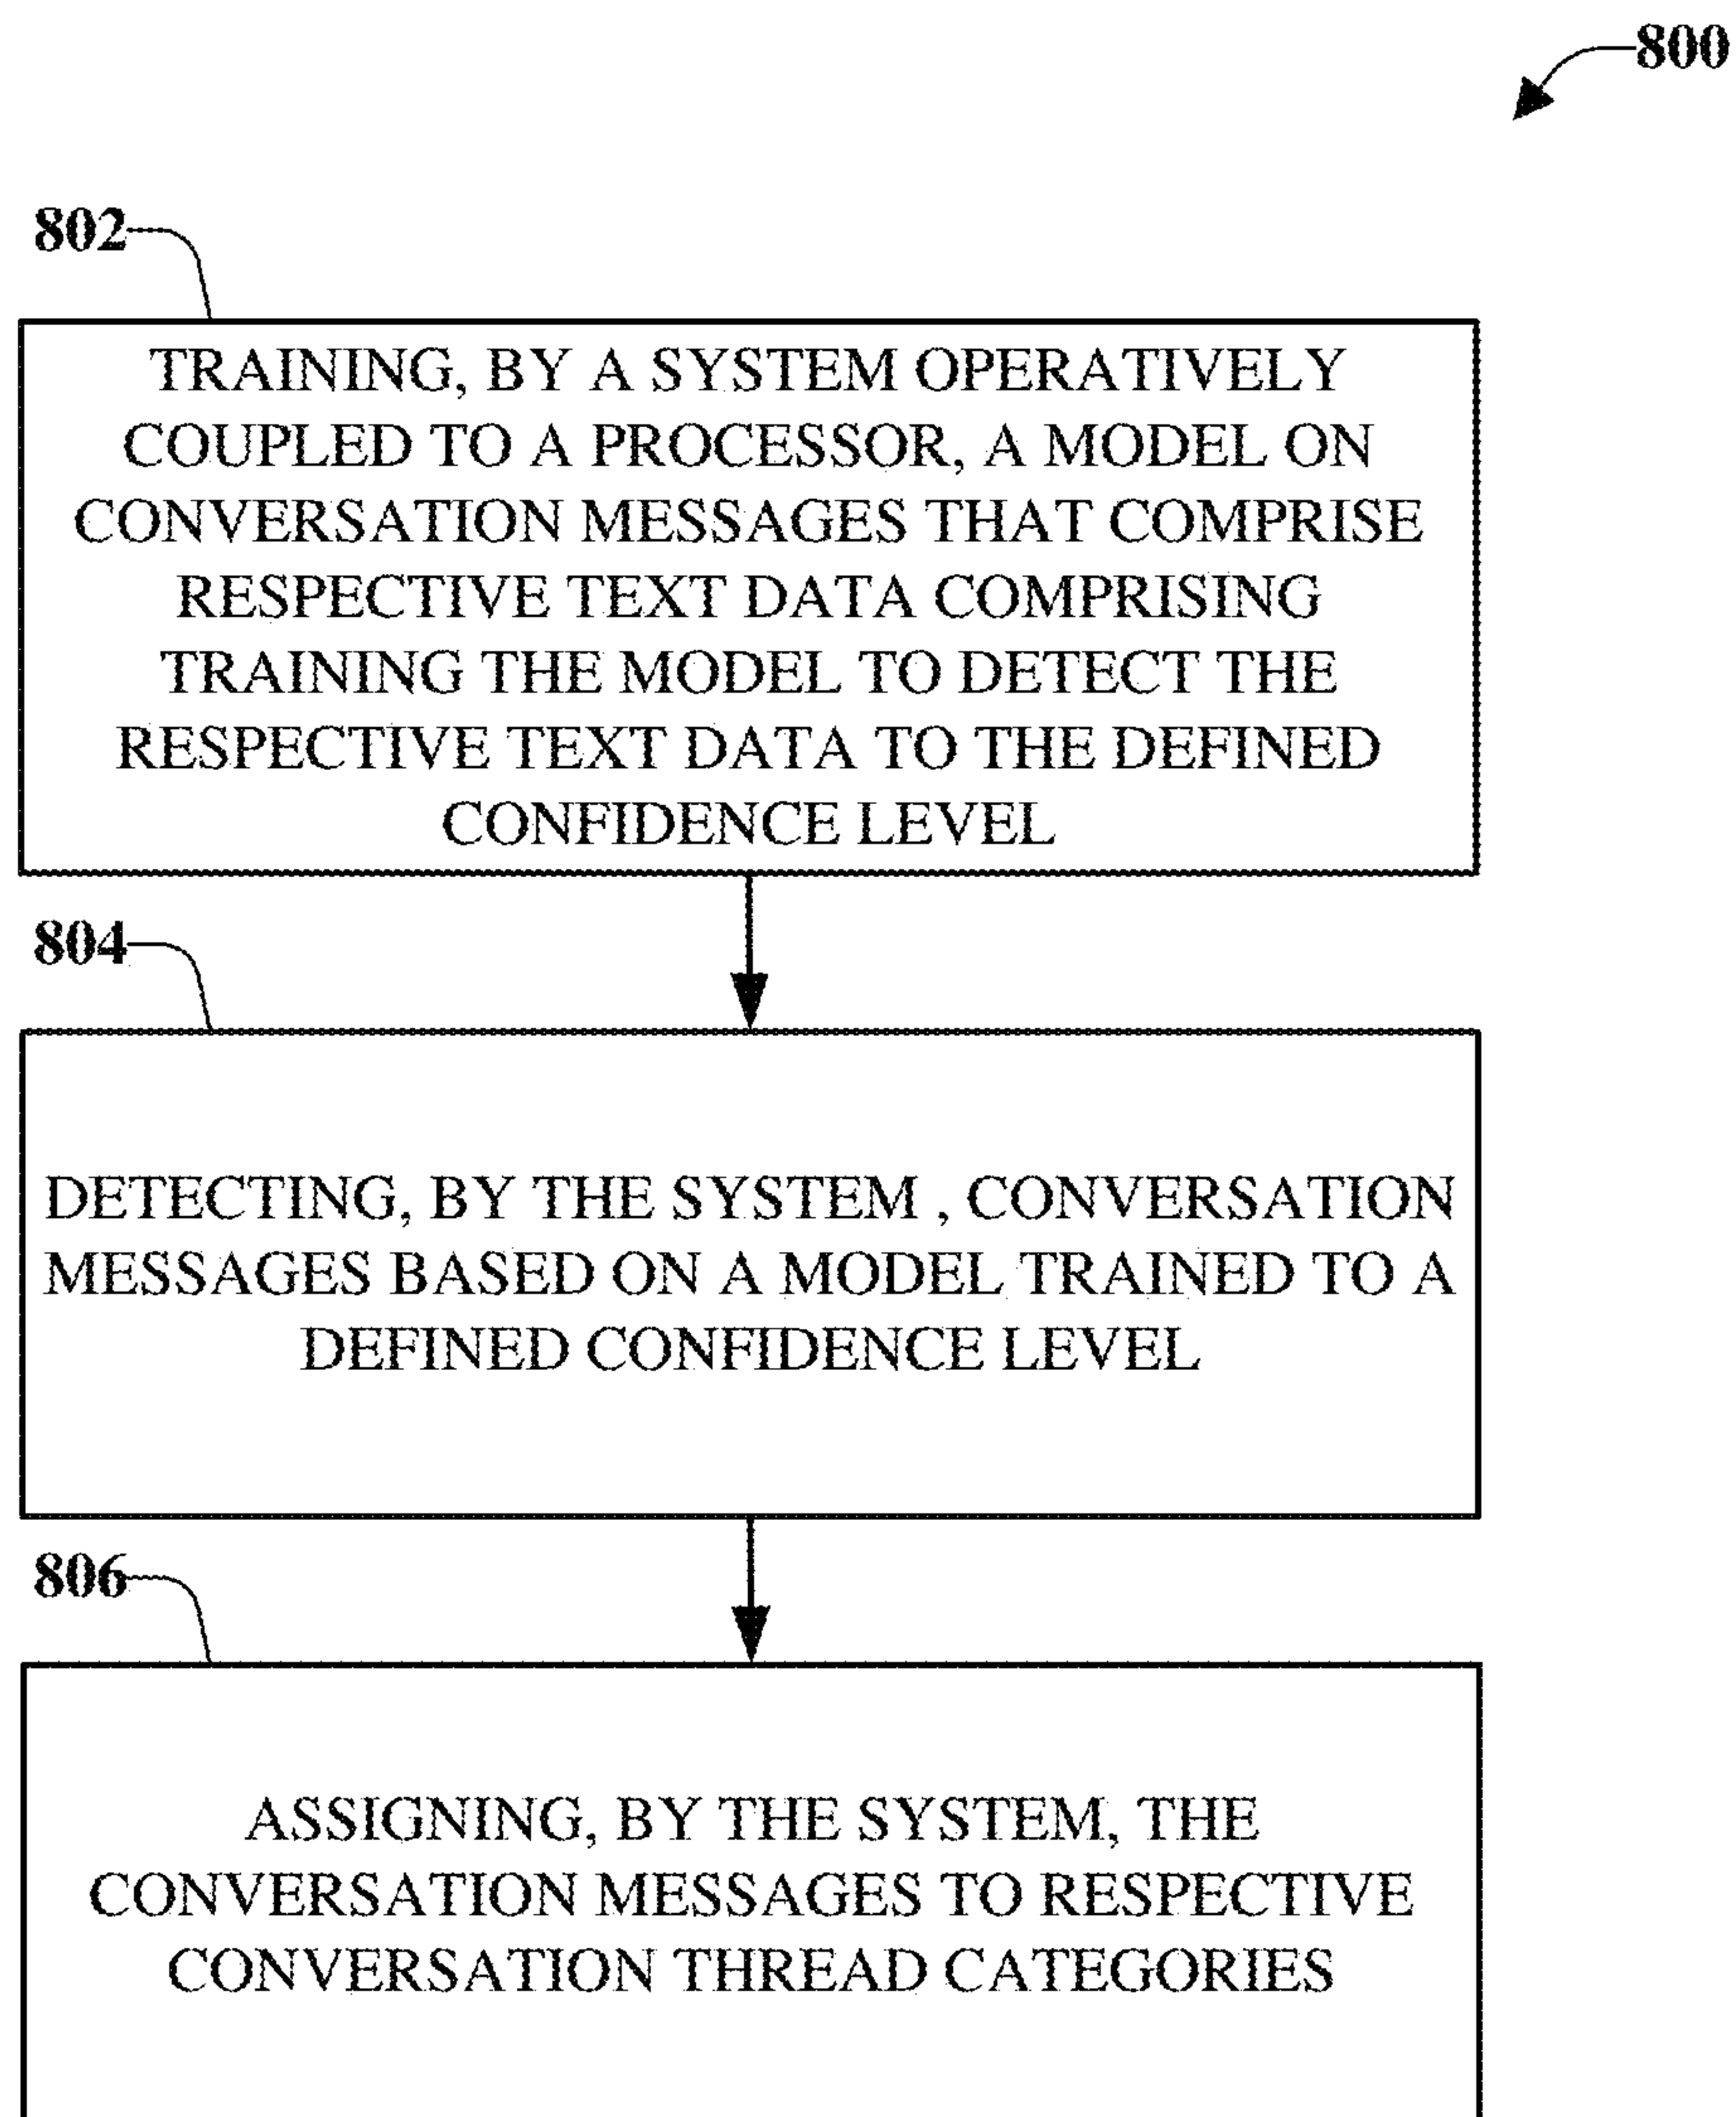 800
802
TRAINING, BY A SYSTEM OPERATIVELY
COUPLED TO A PROCESSOR, A MODEL ON
CONVERSATION MESSAGES THAT COMPRISE
RESPECTIVE TEXT DATA COMPRISING
TRAINING THE MODEL TO DETECT THE
RESPECTIVE TEXT DATA TO THE DEFINED
CONFIDENCE LEVEL
804
DETECTING, BY THE SYSTEM , CONVERSATION
MESSAGES BASED ON A MODEL TRAINED TO A
DEFINED CONFIDENCE LEVEL
806
ASSIGNING, BY THE SYSTEM, THE
CONVERSATION MESSAGES TO RESPECTIVE
CONVERSATION THREAD CATEGORIES